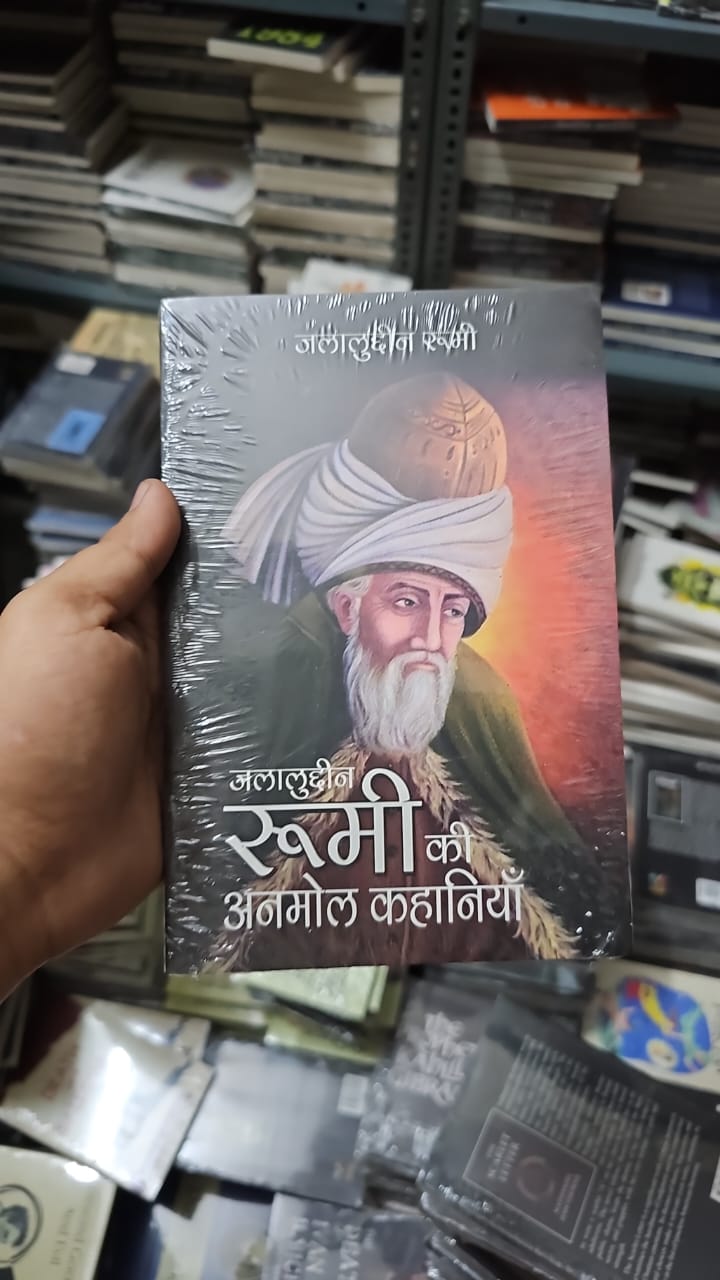 जलालुद्दीन रूमी
जलालुद्दीन
रूमी की
अनमोल कहानियाँ